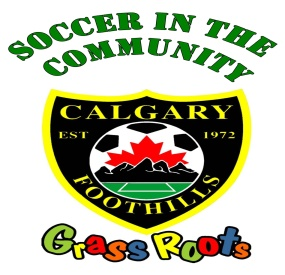 SOCCER IN THE
COMMUNITY
CALGARY
EST 1972
FOOTHILLS
Grass Roots